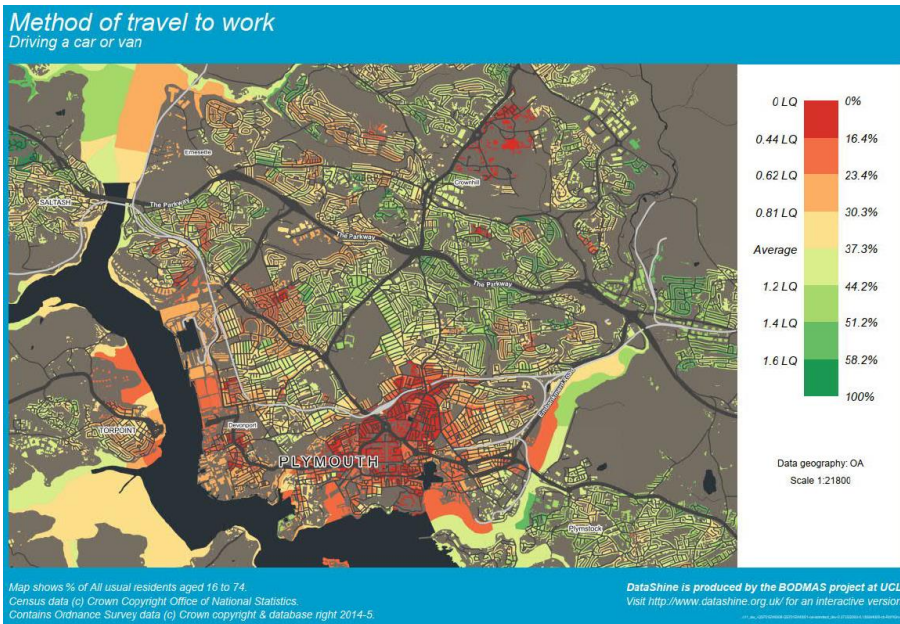 Method of travel to work
Driving a car or van
Ernesettle
Crownhill
SALTASH
The Parkway
The Parkway
The Parkway
Embankment Road
TORPOINT
Devonport
PLYMOUTH
Plymstock
0 LQ 0%
0.44 LQ 16.4%
0.62 LQ 23.4%
0.81 LQ 30.3%
Average 37.3%
1.2 LQ 44.2%
1.4 LQ 51.2%
1.6 LQ 58.2%
100%
Data geography: OA
Scale 1:21800
Map shows % of All usual residents aged 16 to 74.
Census data (c) Crown Copyright Office of National Statistics.
Contains Ordnance Survey data (c) Crown copyright & database right 2014-5.
DataShine is produced by the BODMAS project at UCL
Visit http://www.datashine.org.uk/ for an interactive version